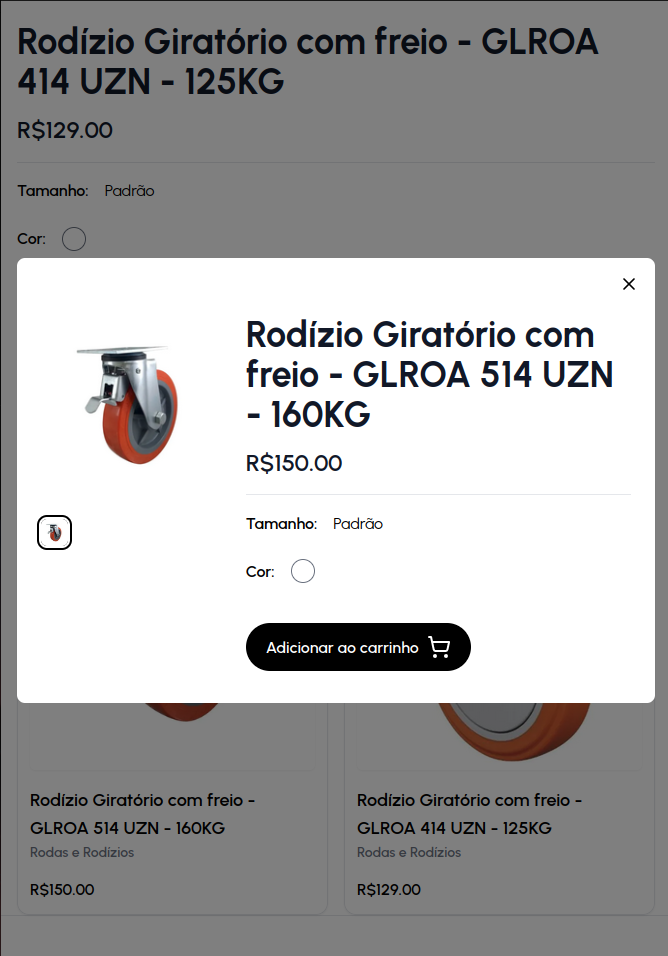 Rodízio Giratório com freio - GLROA
414 UZN - 125KG
R$129.00
Tamanho: Padrão
Cor:
Rodízio Giratório com
freio - GLROA 514 UZN
- 160KG
R$150.00
Tamanho: Padrão
Cor:
Adicionar ao carrinho
Rodízio Giratório com freio -
GLROA 514 UZN - 160KG
Rodas e Rodízios
R$150.00
Rodízio Giratório com freio -
GLROA 414 UZN - 125KG
Rodas e Rodízios
R$129.00